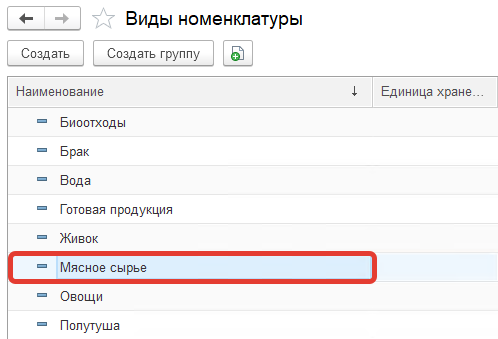 Виды номенклатуры
Создать Создать группу
Наименование ↓ Единица хране...
Биоотходы
Брак
Вода
Готовая продукция
Живок
Мясное сырье
Овощи
Полутуша